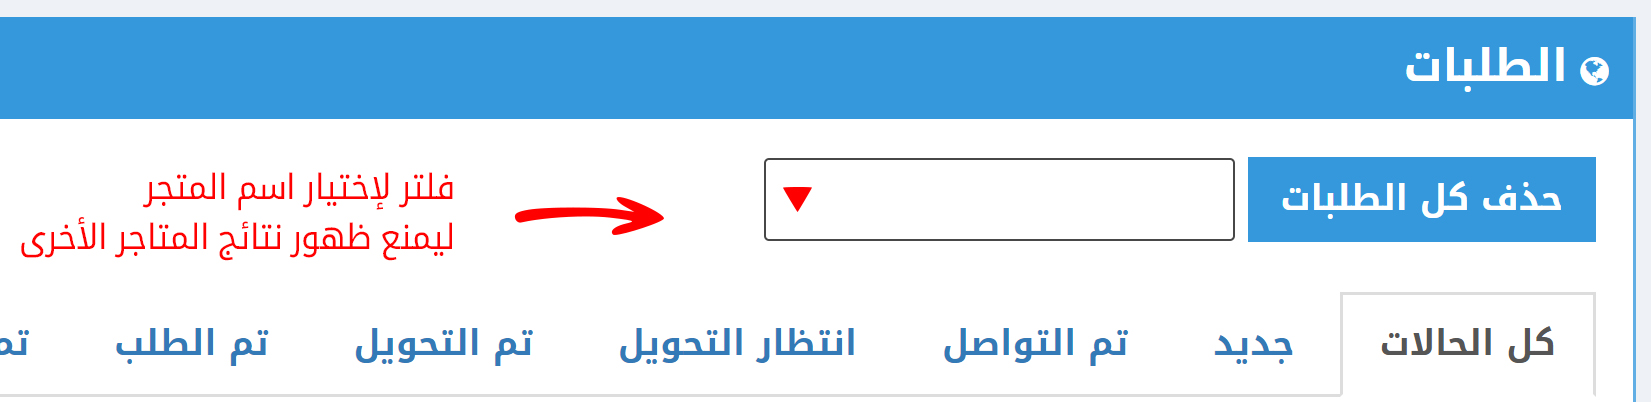 الطلبات
حذف كل الطلبات
فلتر لإختيار اسم المتجر
ليمنع ظهور نتائج المتاجر الأخرى
كل الحالات
جديد
تم التواصل
انتظار التحويل
تم التحويل
تم الطلب
تم